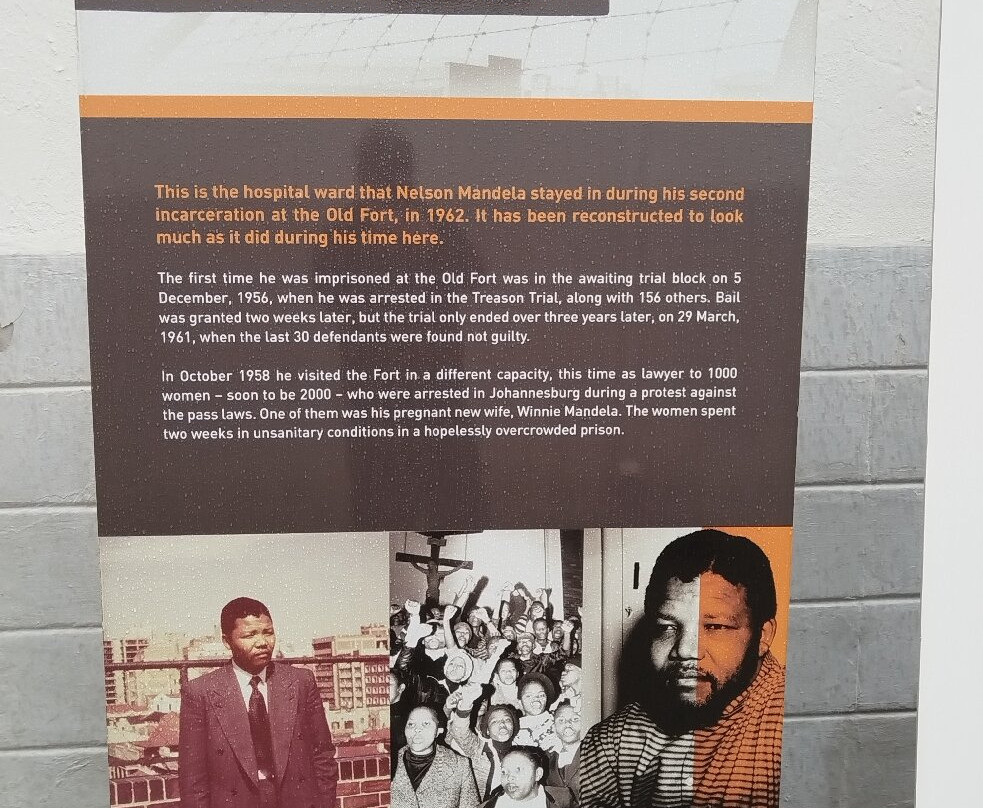 This is the hospital ward that Nelson Mandela stayed in during his second
incarceration at the Old Fort, in 1962. It has been reconstructed to look
much as it did during his time here.
The first time he was imprisoned at the Old Fort was in the awaiting trial block on 5
December, 1956, when he was arrested in the Treason Trial, along with 156 others. Bail
was granted two weeks later, but the trial only ended over three years later, on 29 March,
1961, when the last 30 defendants were found not guilty.
In October 1958 he visited the Fort in a different capacity, this time as lawyer to 1000
women – soon to be 2000 – who were arrested in Johannesburg during a protest against
the pass laws. One of them was his pregnant new wife, Winnie Mandela. The women spent
two weeks in unsanitary conditions in a hopelessly overcrowded prison.